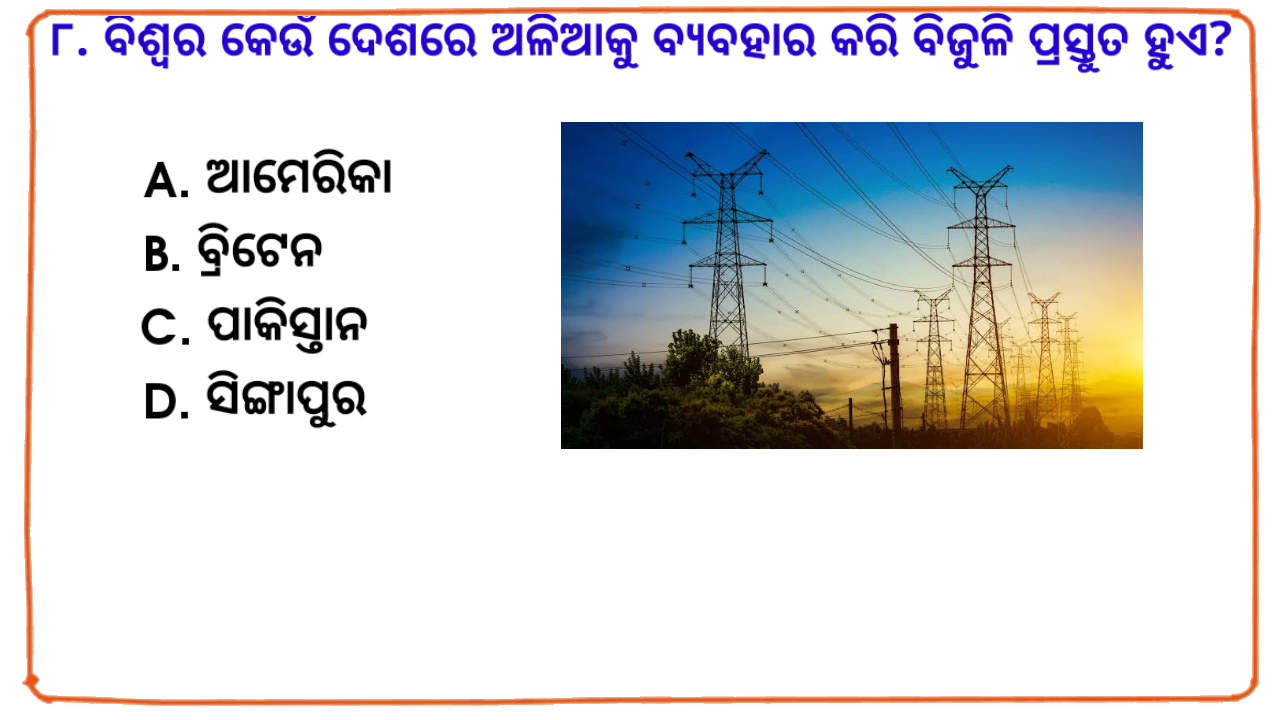 ୮. ବିଶ୍ୱର କେଉଁ ଦେଶରେ ଅଳିଆକୁ ବ୍ୟବହାର କରି ବିଜୁଳି ପ୍ରସ୍ତୁତ ହୁଏ?
A. ଆମେରିକା
B. ବ୍ରିଟେନ
C. ପାକିସ୍ତାନ
D. ସିଙ୍ଗାପୁର